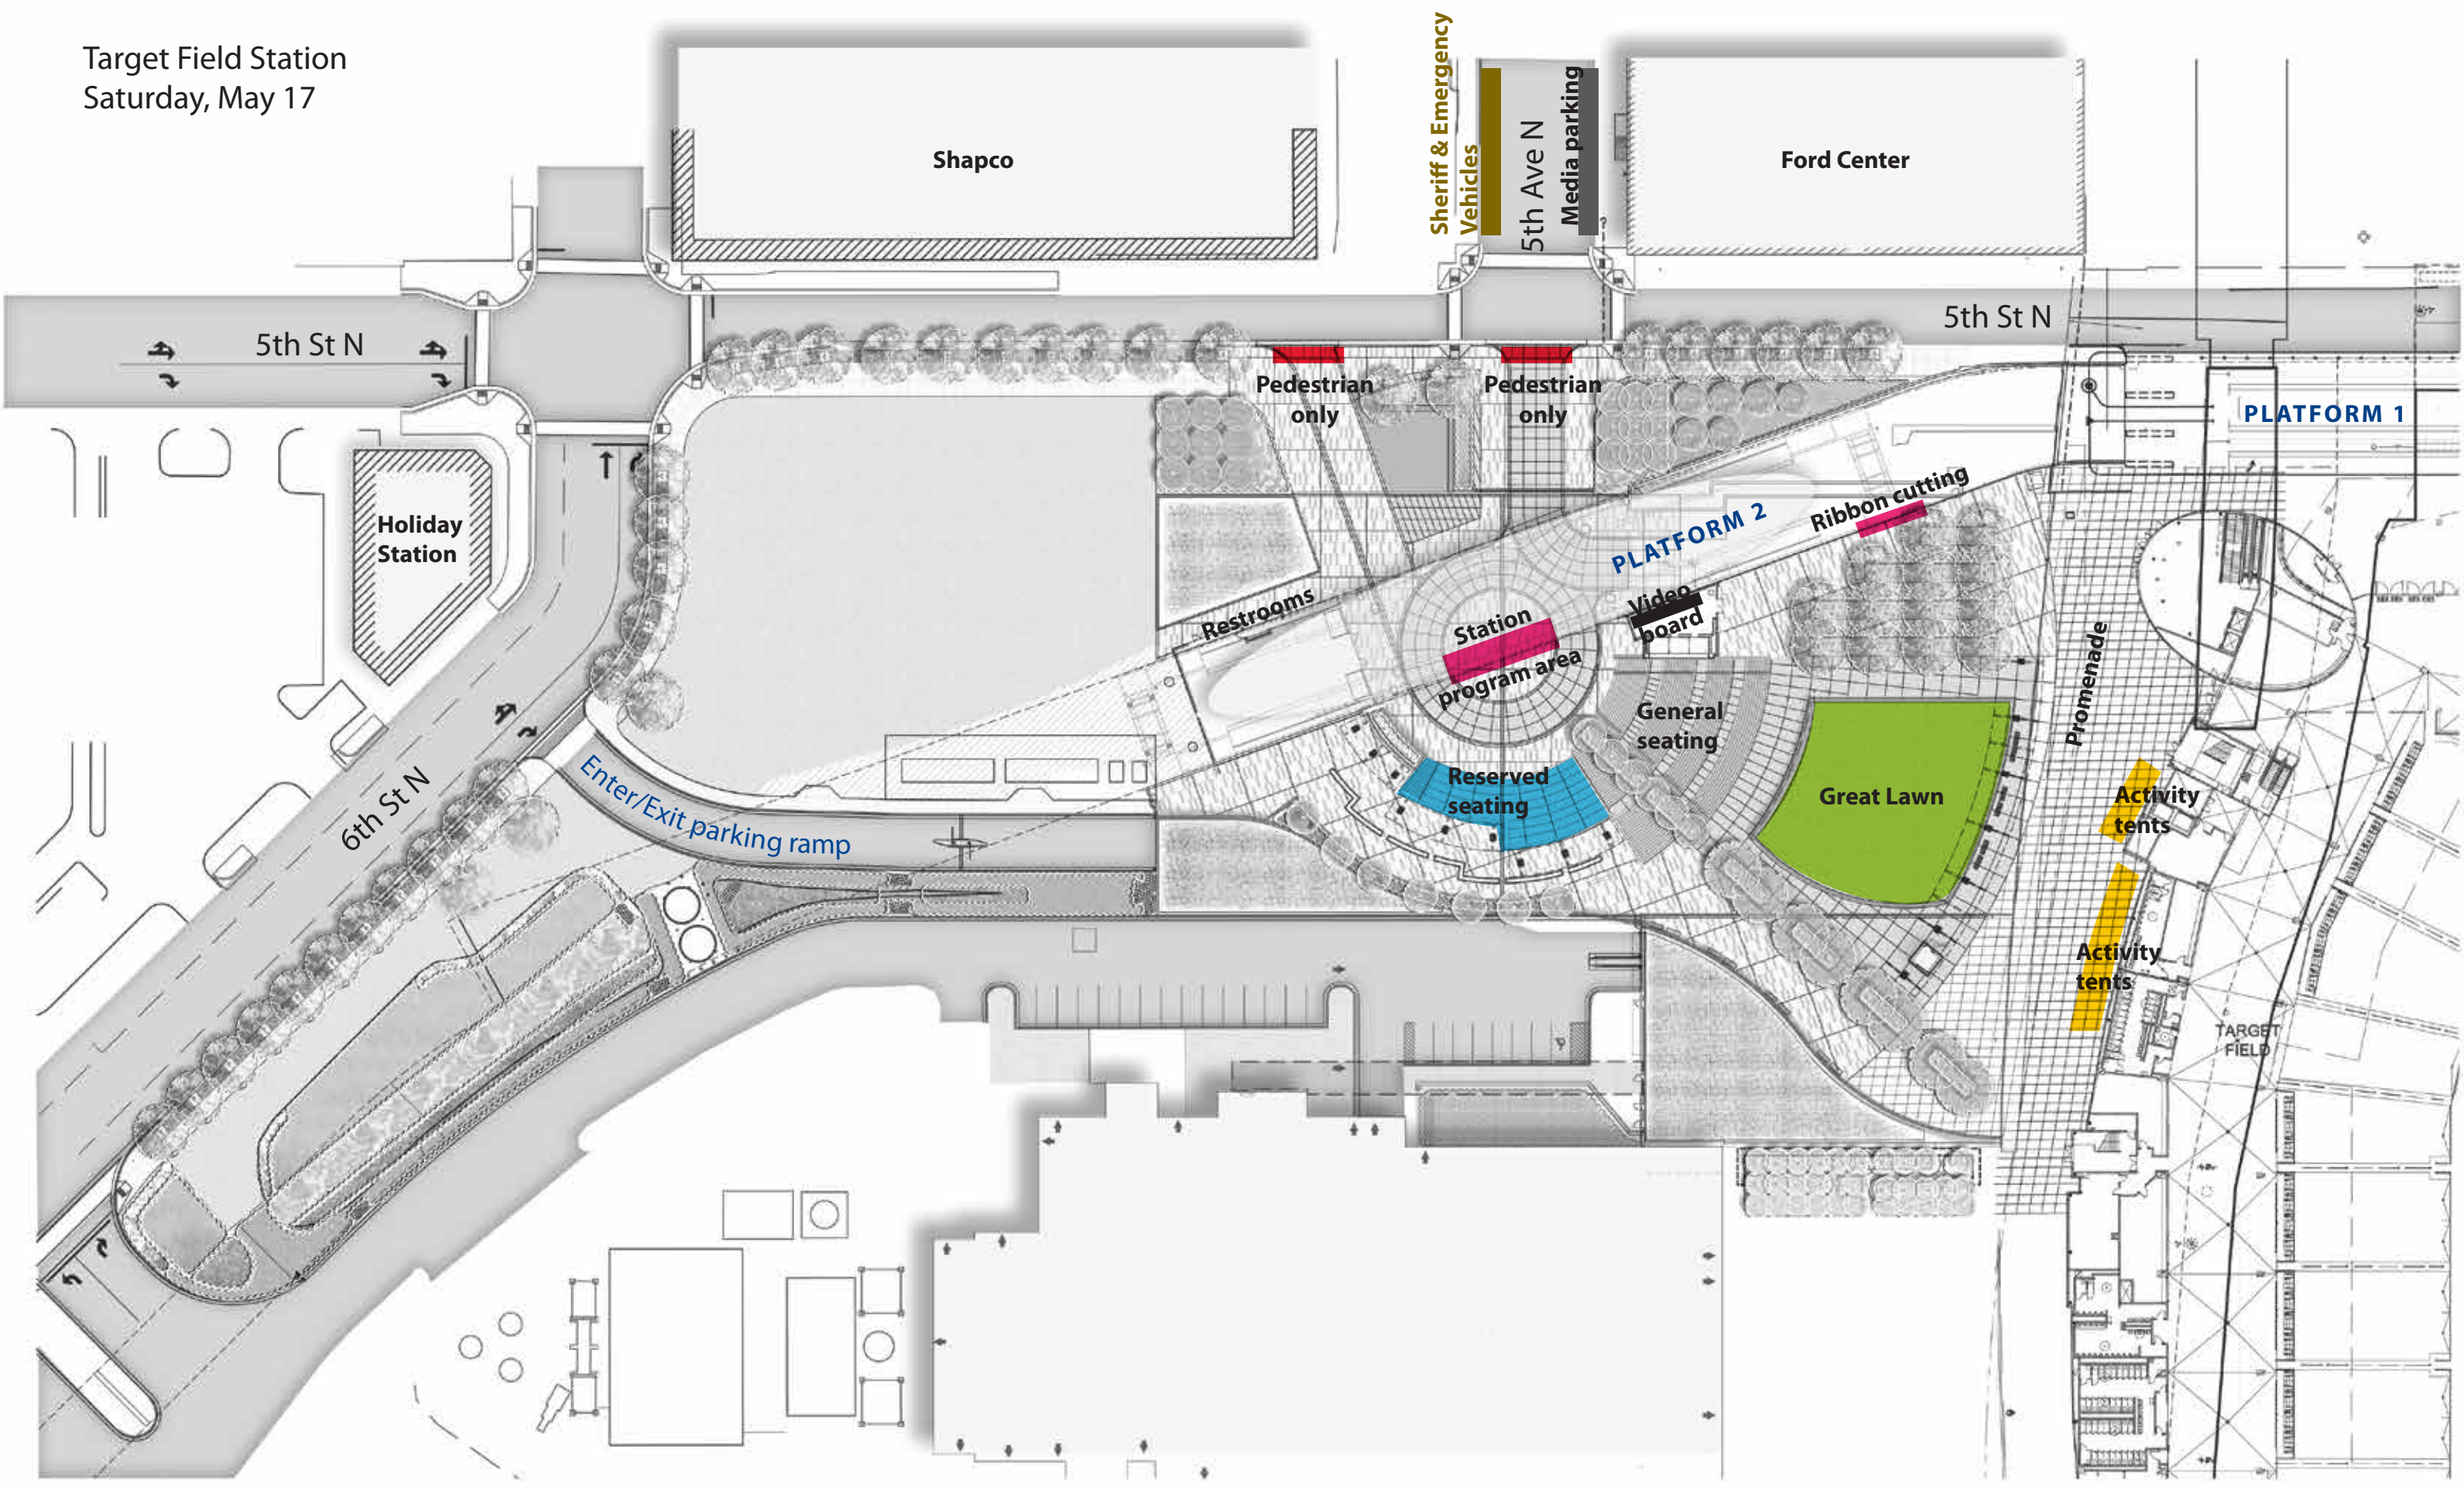 Target Field Station
Saturday, May 17
Sheriff & Emergency
Vehicles
5th Ave N
Media parking
Shapco
Ford Center
5th St N
5th St N
Pedestrian
only
Pedestrian
only
PLATFORM 1
Holiday
Station
Ribbon cutting
PLATFORM 2
Restrooms
Video
board
Station
program area
Promenade
General
seating
Reserved
seating
Great Lawn
Activity
tents
6th St N
Enter/Exit parking ramp
Activity
tents
TARGET
FIELD